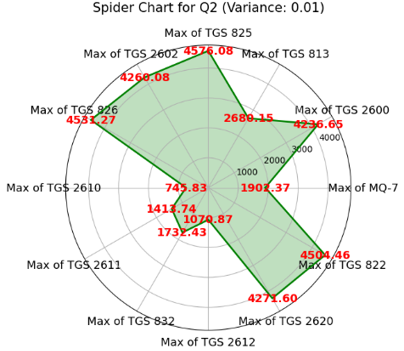 Spider Chart for Q2 (Variance: 0.01)
Max of TGS 825
4576.08
Max of TGS 2602
Max of TGS 813
4260.08
Max of TGS 826
4531.27
2680.15
Max of TGS 2600
4236.65
4000
3000
2000
1000
Max of TGS 2610
745.83
1902.37
Max of MQ-7
1413.74
1070.87
1732.43
4504.46
Max of TGS 2611
Max of TGS 822
4271.60
Max of TGS 832
Max of TGS 2620
Max of TGS 2612